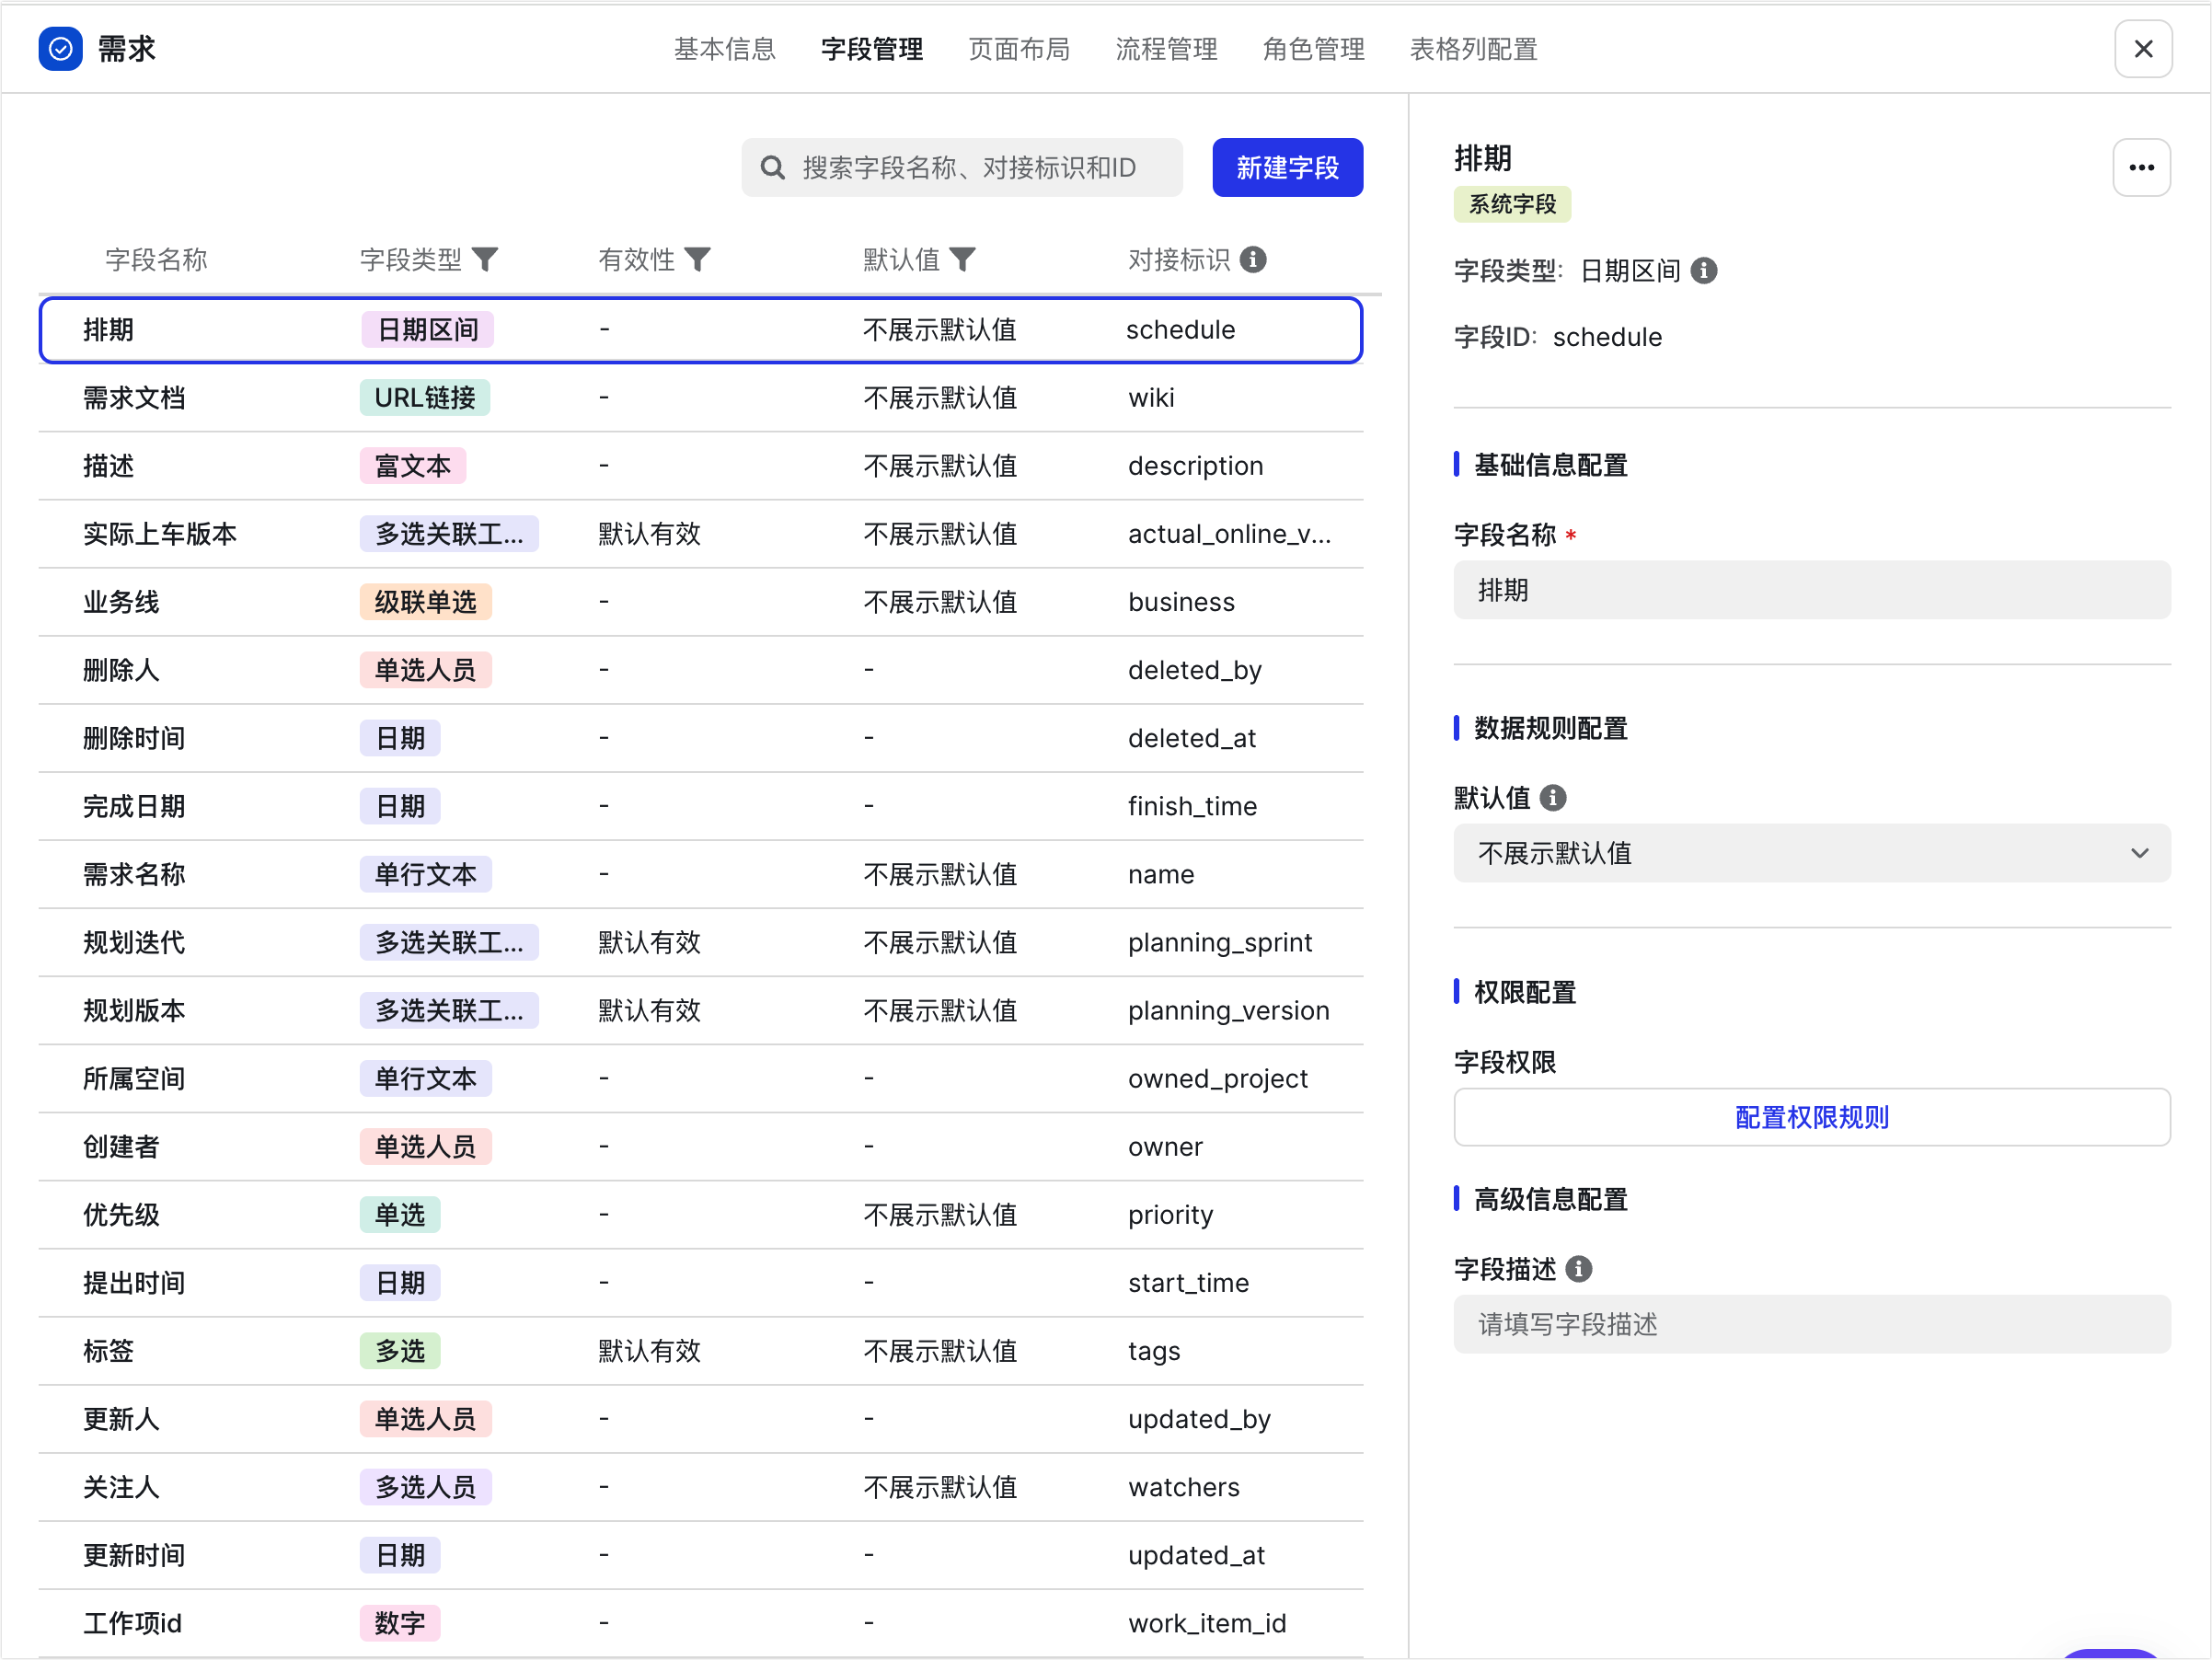 需求
基本信息 字段管理 页面布局 流程管理 角色管理 表格列配置
搜索字段名称、对接标识和ID 新建字段
字段名称 字段类型 有效性 默认值 对接标识
排期 日期区间 - 不展示默认值 schedule
需求文档 URL链接 - 不展示默认值 wiki
描述 富文本 - 不展示默认值 description
实际上车版本 多选关联工... 默认有效 不展示默认值 actual_online_v...
业务线 级联单选 - 不展示默认值 business
删除人 单选人员 - - deleted_by
删除时间 日期 - - deleted_at
完成日期 日期 - - finish_time
需求名称 单行文本 - 不展示默认值 name
规划迭代 多选关联工... 默认有效 不展示默认值 planning_sprint
规划版本 多选关联工... 默认有效 不展示默认值 planning_version
所属空间 单行文本 - - owned_project
创建者 单选人员 - - owner
优先级 单选 - 不展示默认值 priority
提出时间 日期 - - start_time
标签 多选 默认有效 不展示默认值 tags
更新人 单选人员 - - updated_by
关注人 多选人员 - 不展示默认值 watchers
更新时间 日期 - - updated_at
工作项id 数字 - - work_item_id
排期
系统字段
字段类型: 日期区间
字段ID: schedule
基础信息配置
字段名称 *
排期
数据规则配置
默认值
不展示默认值
权限配置
字段权限
配置权限规则
高级信息配置
字段描述
请填写字段描述